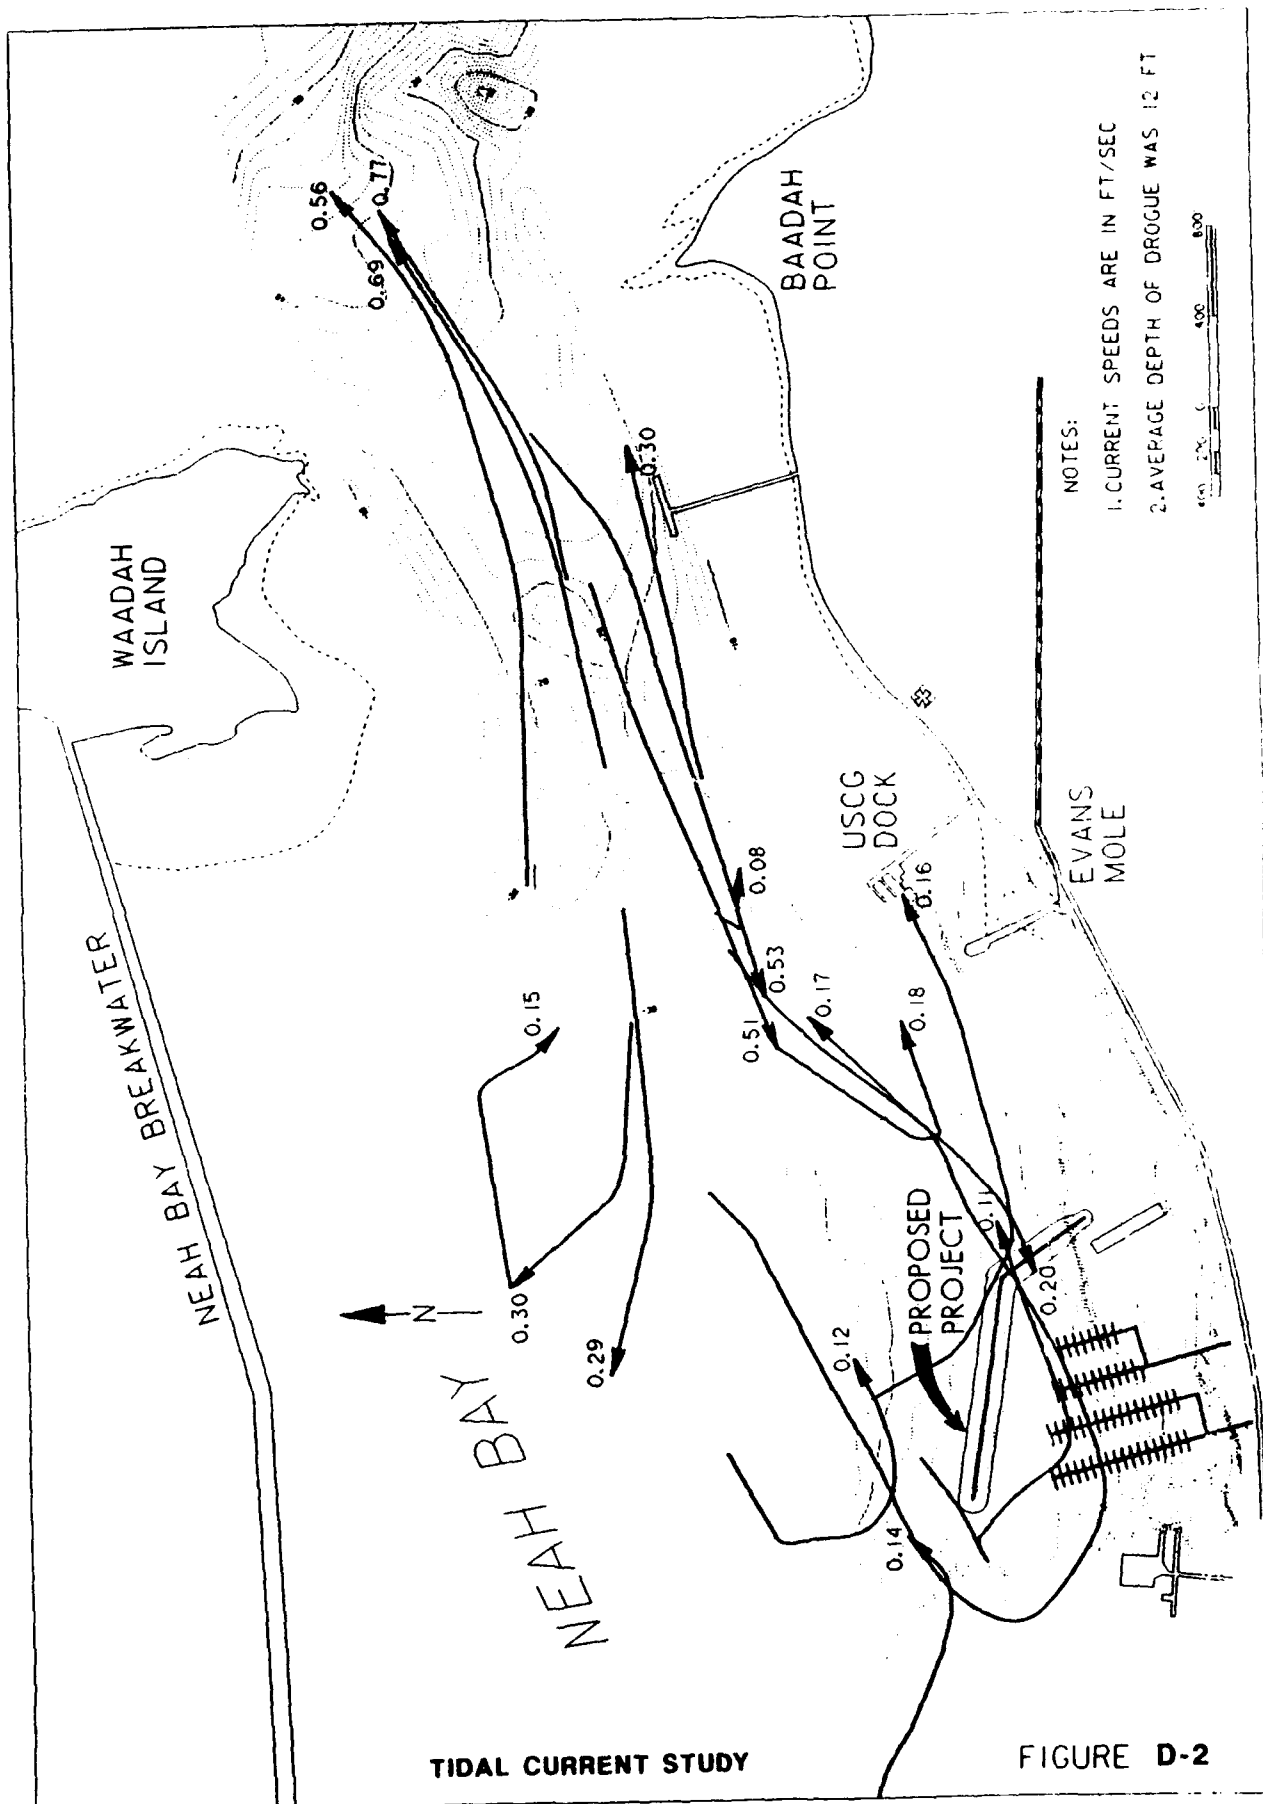 WAADAH
ISLAND
NEAH BAY BREAKWATER
0.56
0.77
0.69
BAADAH
POINT
0.30
0.08
0.53
0.51
0.17
0.15
0.18
0.16
USCG
DOCK
EVANS
MOLE
0.30
0.29
N
NEAH BAY
0.12
0.14
0.11
0.20
PROPOSED
PROJECT
NOTES:
1. CURRENT SPEEDS ARE IN FT/SEC
2. AVERAGE DEPTH OF DROGUE WAS 12 FT
400 200 0 400 800
TIDAL CURRENT STUDY
FIGURE D-2